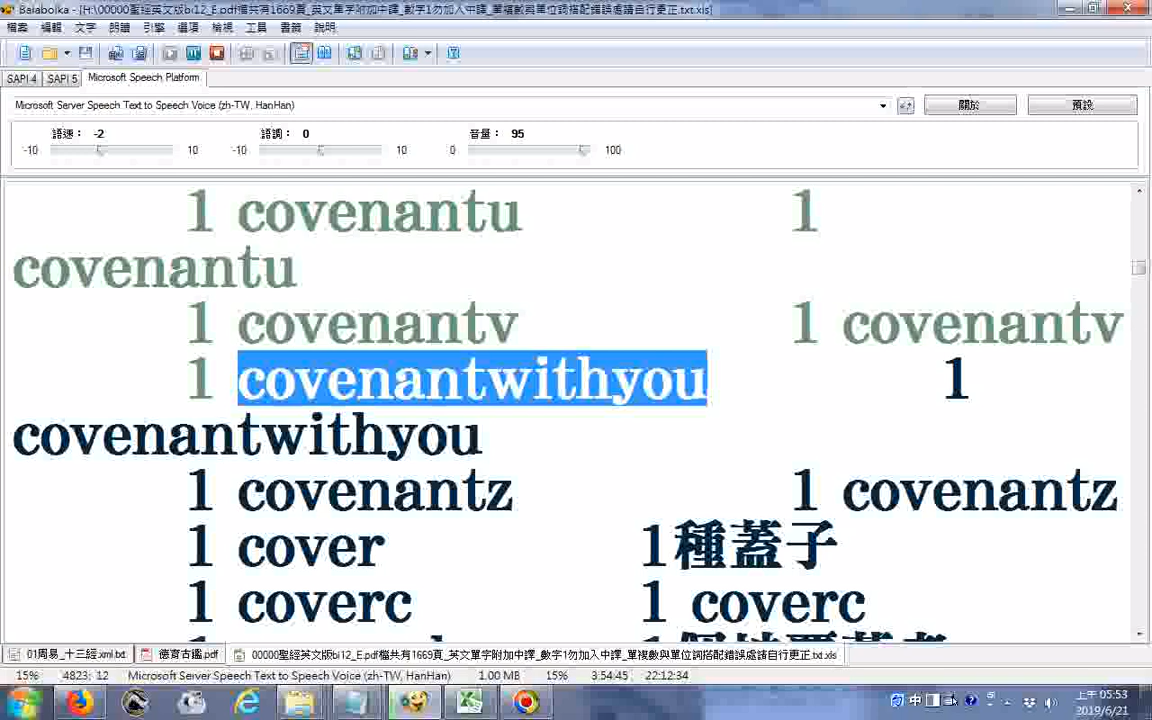 Balabolka - [H:\00000聖經英文版bi12_E.pdf檔共有1669頁_英文單字附加中譯_數字1勿加入中譯_單複數與單位詞搭配錯誤處請自行更正.txt.xls]
檔案 編輯 文字 朗讀 引擎 選項 檢視 工具 書籤 說明
SAPI 4 SAPI 5 Microsoft Speech Platform
Microsoft Server Speech Text to Speech Voice (zh-TW, HanHan) 關於 預設
語速： -2 語調： 0 音量： 95
-10 10 -10 10 0 100
1 covenantu 1
covenantu
1 covenantv 1 covenantv
1 covenantwithyou 1
covenantwithyou
1 covenantz 1 covenantz
1 cover 1種蓋子
1 coverc 1 coverc
01周易_十三經.xml.txt 德育古鑑.pdf 00000聖經英文版bi12_E.pdf檔共有1669頁_英文單字附加中譯_數字1勿加入中譯_單複數與單位詞搭配錯誤處請自行更正.txt.xls
15% 4823: 12 Microsoft Server Speech Text to Speech Voice (zh-TW, HanHan) 1.00 MB 15% 3:54:45 22:12:34
中 上午 05:53
2019/6/21